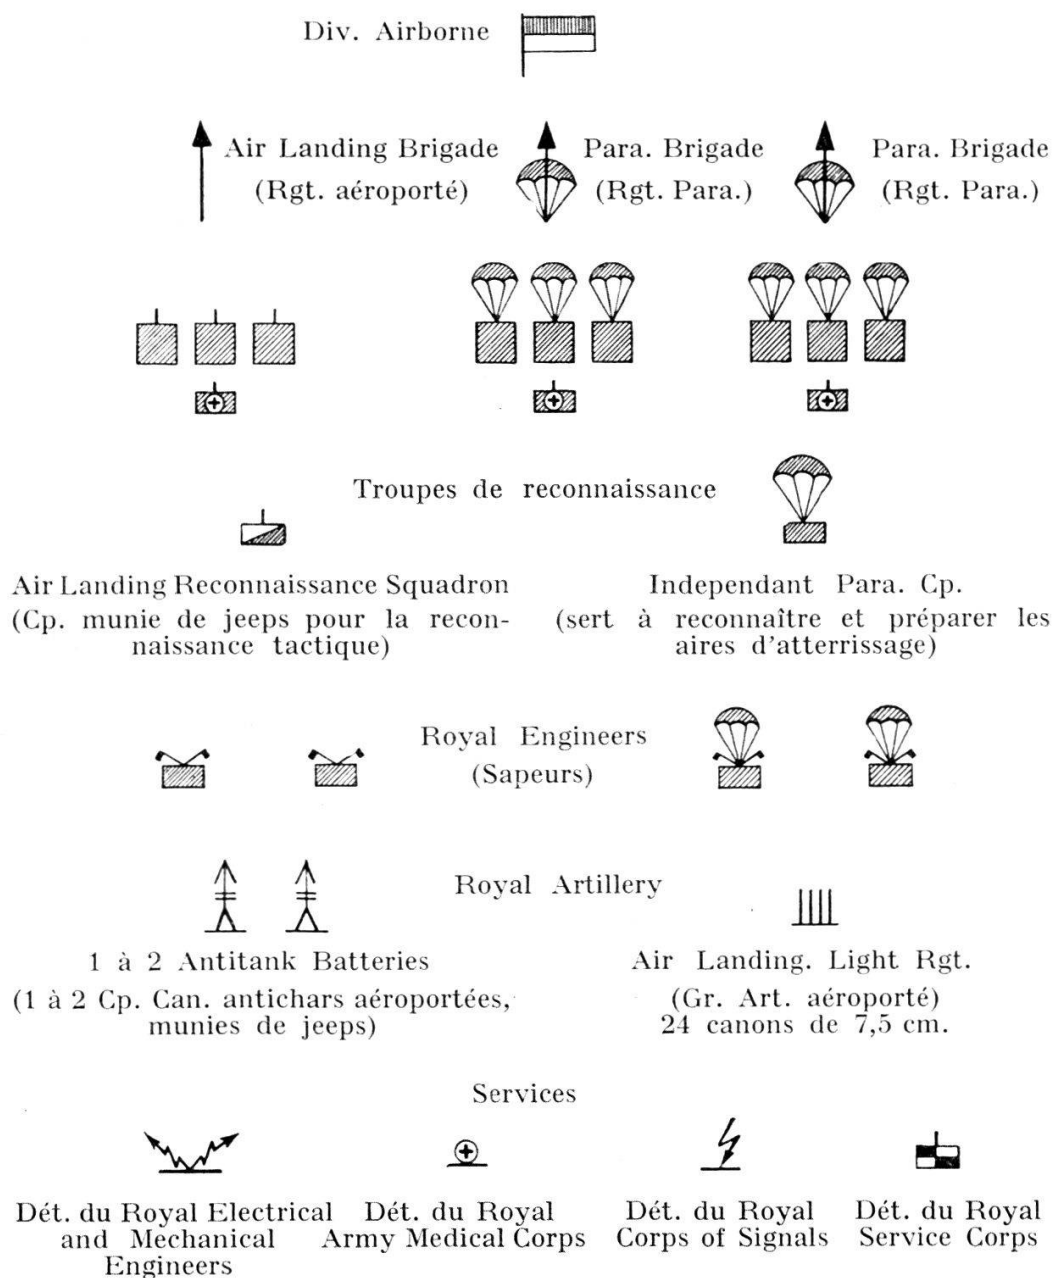 Div. Airborne
Air Landing Brigade
(Rgt. aéroporté)
Para. Brigade
(Rgt. Para.)
Para. Brigade
(Rgt. Para.)
Troupes de reconnaissance
Air Landing Reconnaissance Squadron
(Cp. munie de jeeps pour la recon-
naissance tactique)
Independant Para. Cp.
(sert à reconnaître et préparer les
aires d'atterrissage)
Royal Engineers
(Sapeurs)
Royal Artillery
1 à 2 Antitank Batteries
(1 à 2 Cp. Can. antichars aéroportées,
munies de jeeps)
Air Landing. Light Rgt.
(Gr. Art. aéroporté)
24 canons de 7,5 cm.
Services
Dét. du Royal Electrical
and Mechanical
Engineers
Dét. du Royal
Army Medical Corps
Dét. du Royal
Corps of Signals
Dét. du Royal
Service Corps